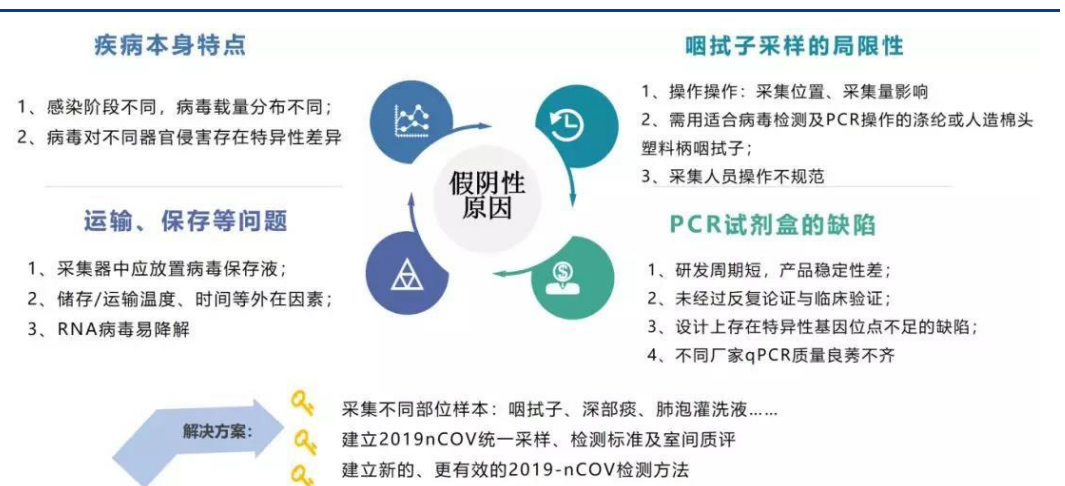 疾病本身特点
1、感染阶段不同，病毒载量分布不同；
2、病毒对不同器官侵害存在特异性差异
咽拭子采样的局限性
1、操作操作：采集位置、采集量影响
2、需用适合病毒检测及PCR操作的涤纶或人造棉头
塑料柄咽拭子；
3、采集人员操作不规范
假阴性
原因
运输、保存等问题
1、采集器中应放置病毒保存液；
2、储存/运输温度、时间等外在因素；
3、RNA病毒易降解
PCR试剂盒的缺陷
1、研发周期短，产品稳定性差；
2、未经过反复论证与临床验证；
3、设计上存在特异性基因位点不足的缺陷；
4、不同厂家qPCR质量良莠不齐
解决方案：
采集不同部位样本：咽拭子、深部痰、肺泡灌洗液……
建立2019nCOV统一采样、检测标准及室间质评
建立新的、更有效的2019-nCOV检测方法